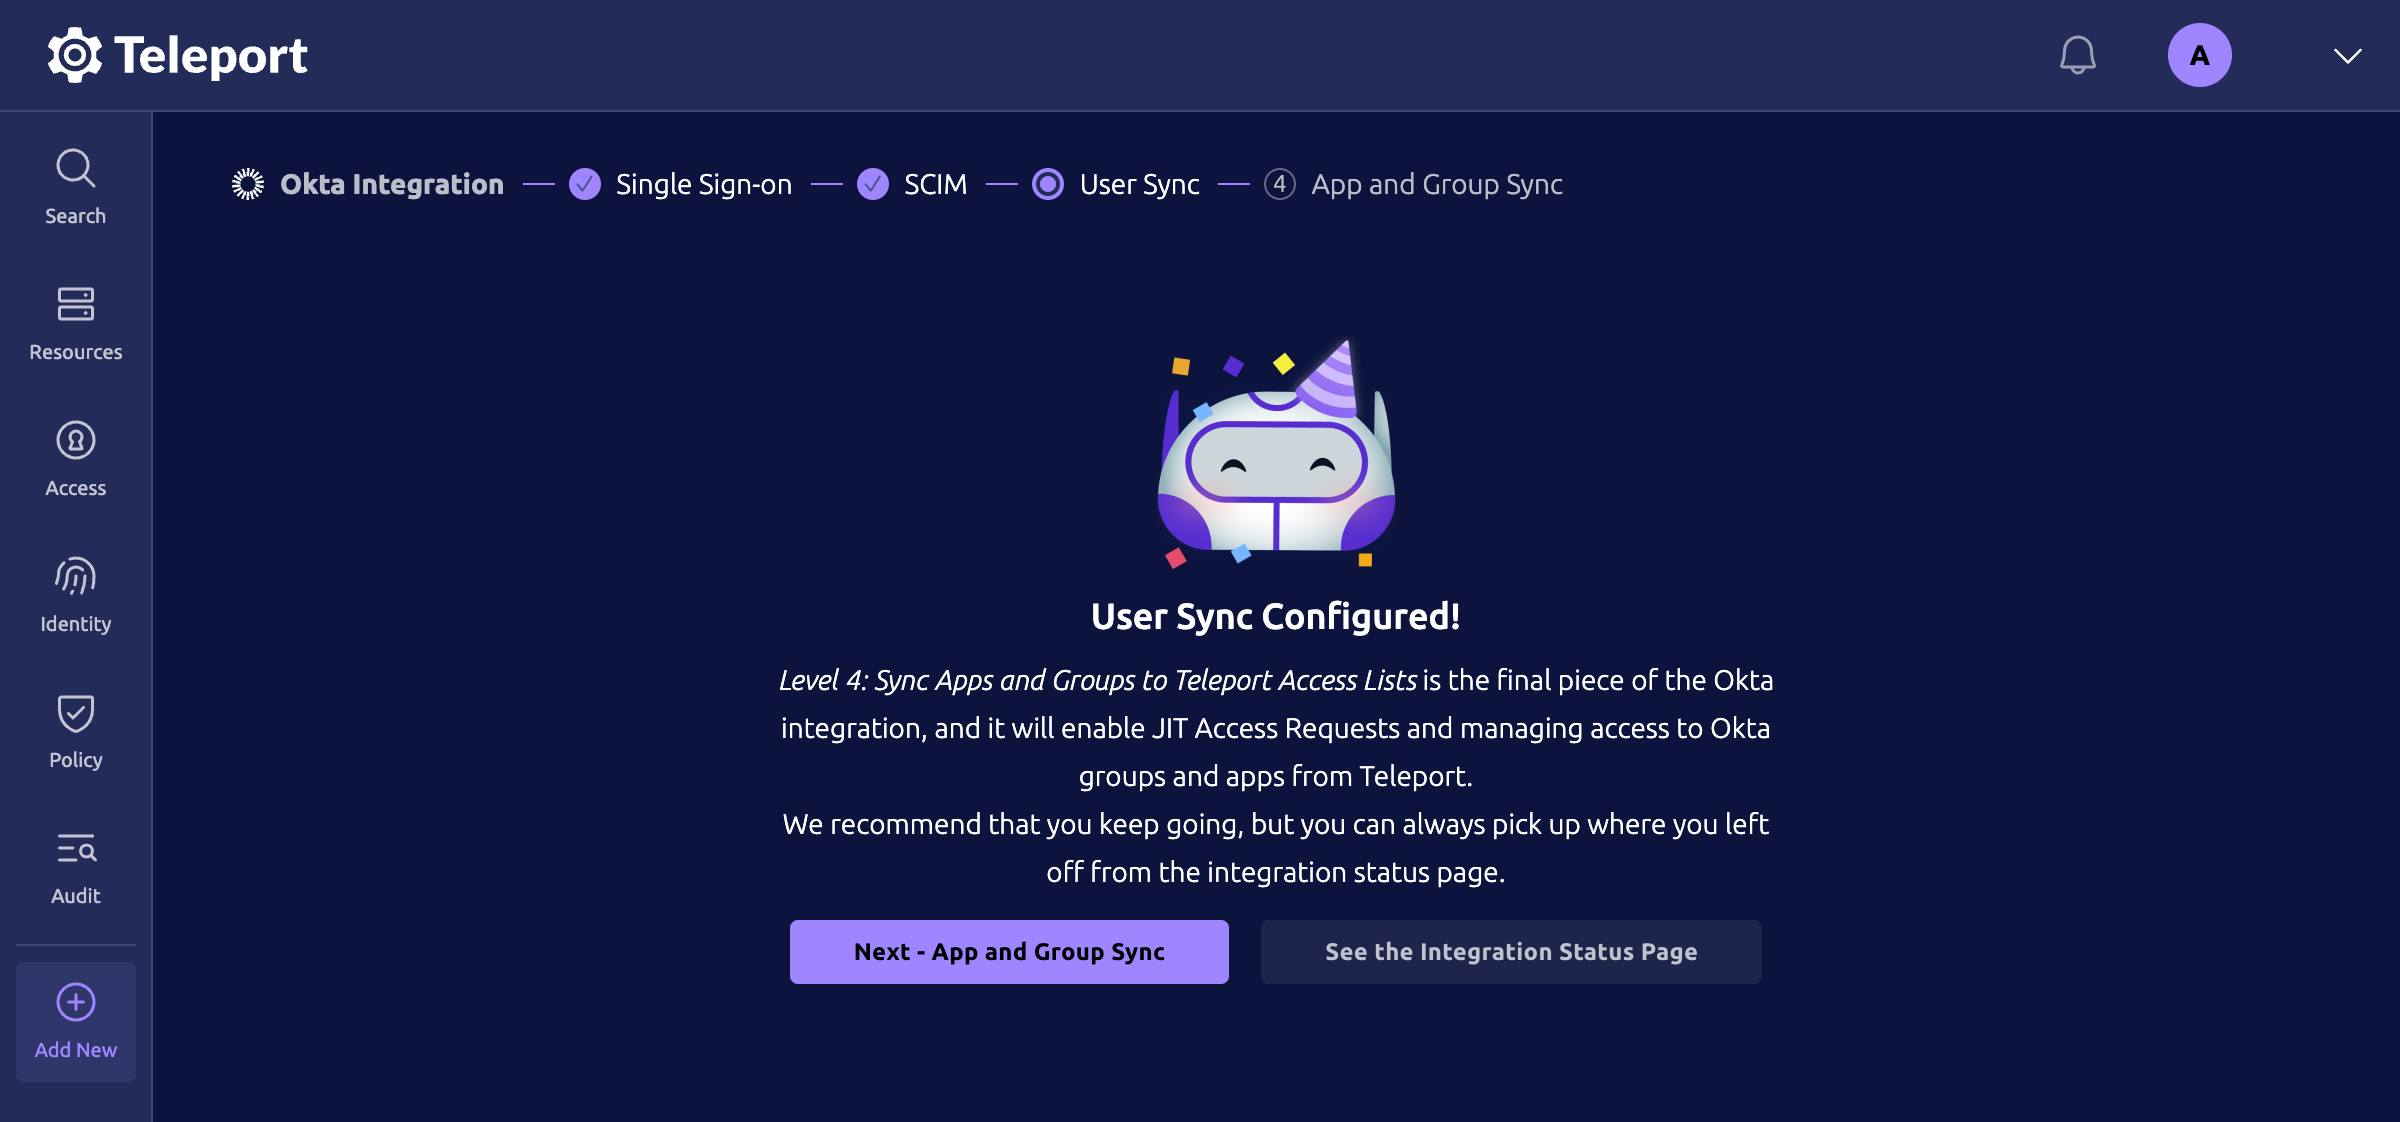 Teleport
A
Search
Resources
Access
Identity
Policy
Audit
Add New
Okta Integration
Single Sign-on
SCIM
User Sync
4 App and Group Sync
User Sync Configured!
Level 4: Sync Apps and Groups to Teleport Access Lists is the final piece of the Okta
integration, and it will enable JIT Access Requests and managing access to Okta
groups and apps from Teleport.
We recommend that you keep going, but you can always pick up where you left
off from the integration status page.
Next - App and Group Sync
See the Integration Status Page